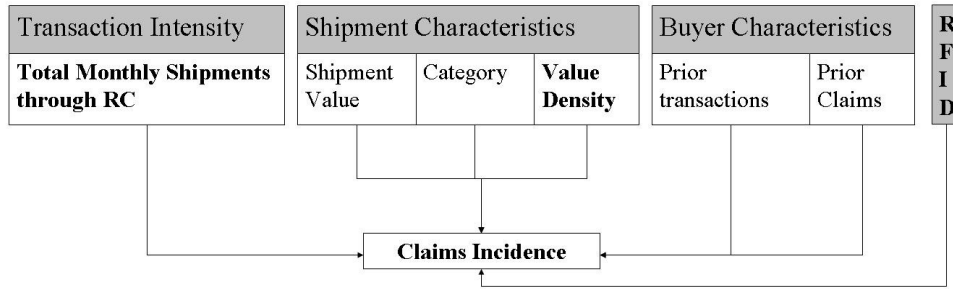 Transaction Intensity
Total Monthly Shipments
through RC
Shipment Characteristics
Shipment
Value
Category
Value
Density
Buyer Characteristics
Prior
transactions
Prior
Claims
R
F
I
D
Claims Incidence